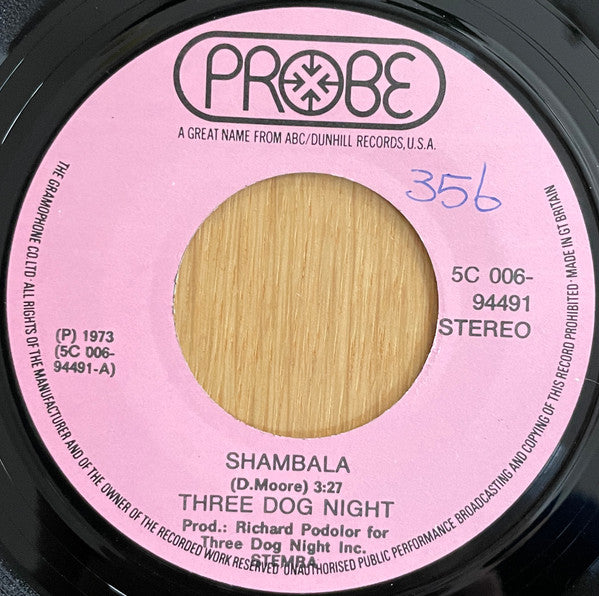 PROBE
A GREAT NAME FROM ABC/DUNHILL RECORDS, U.S.A.
356
5C 006-
94491
STEREO
(P) 1973
(5C 006-
94491-A)
SHAMBALA
(D.Moore) 3:27
THREE DOG NIGHT
Prod.: Richard Podolor for
Three Dog Night Inc.
STEMRA
THE GRAMOPHONE CO. LTD ALL RIGHTS OF THE MANUFACTURER AND OF THE OWNER OF THE RECORDED WORK RESERVED UNAUTHORISED PUBLIC PERFORMANCE BROADCASTING AND COPYING OF THIS RECORD PROHIBITED · MADE IN GT BRITAIN